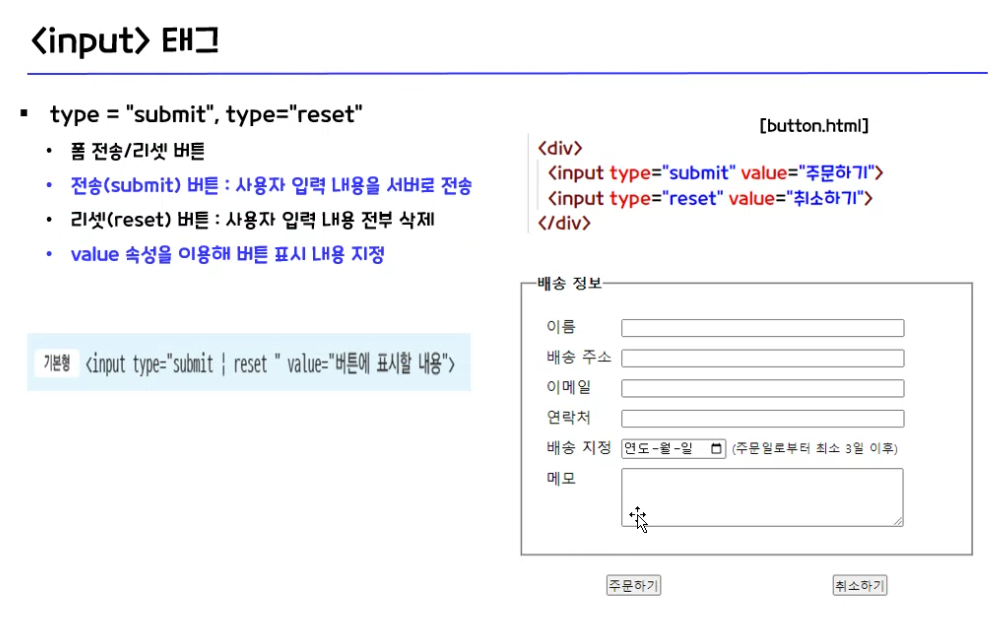 <input> 태그
▪ type = "submit", type="reset"
• 폼 전송/리셋 버튼
• 전송(submit) 버튼 : 사용자 입력 내용을 서버로 전송
• 리셋(reset) 버튼 : 사용자 입력 내용 전부 삭제
• value 속성을 이용해 버튼 표시 내용 지정
기본형 <input type="submit ¦ reset " value="버튼에 표시할 내용">
[button.html]
<div>
<input type="submit" value="주문하기">
<input type="reset" value="취소하기">
</div>
배송 정보
이름
배송 주소
이메일
연락처
배송 지정 연도-월-일 (주문일로부터 최소 3일 이후)
메모
주문하기 취소하기